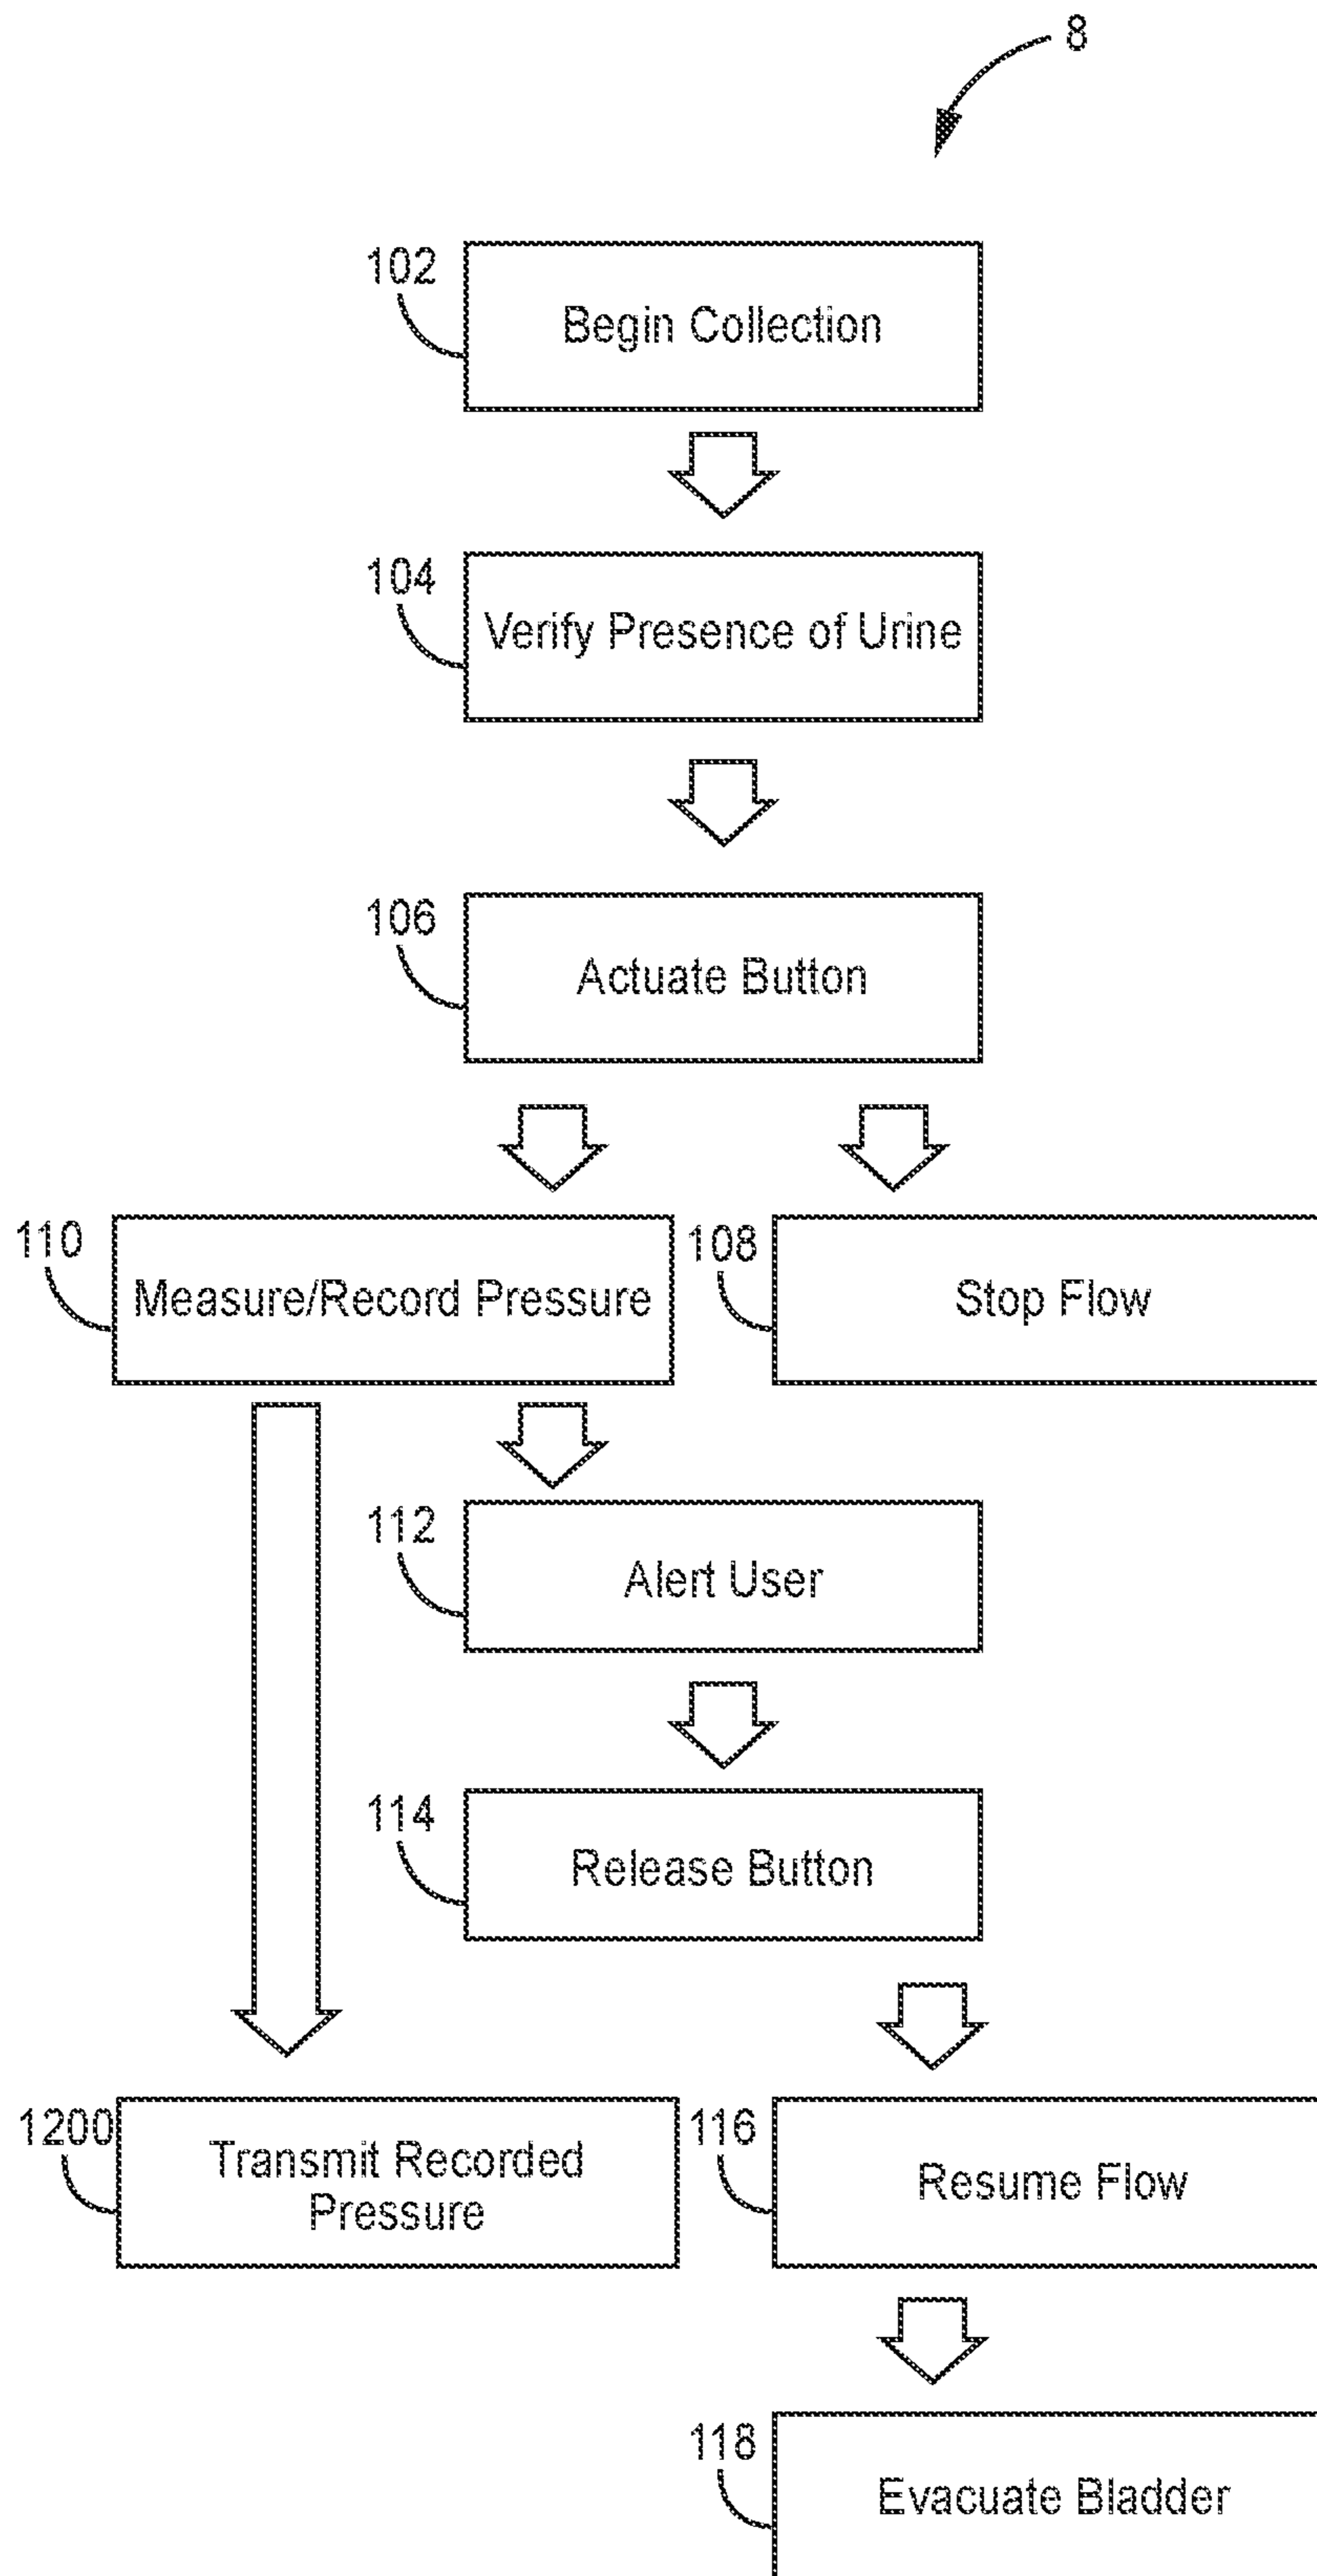 8
102
Begin Collection
104
Verify Presence of Urine
106
Actuate Button
110
Measure/Record Pressure
108
Stop Flow
112
Alert User
114
Release Button
1200
Transmit Recorded
Pressure
116
Resume Flow
118
Evacuate Bladder